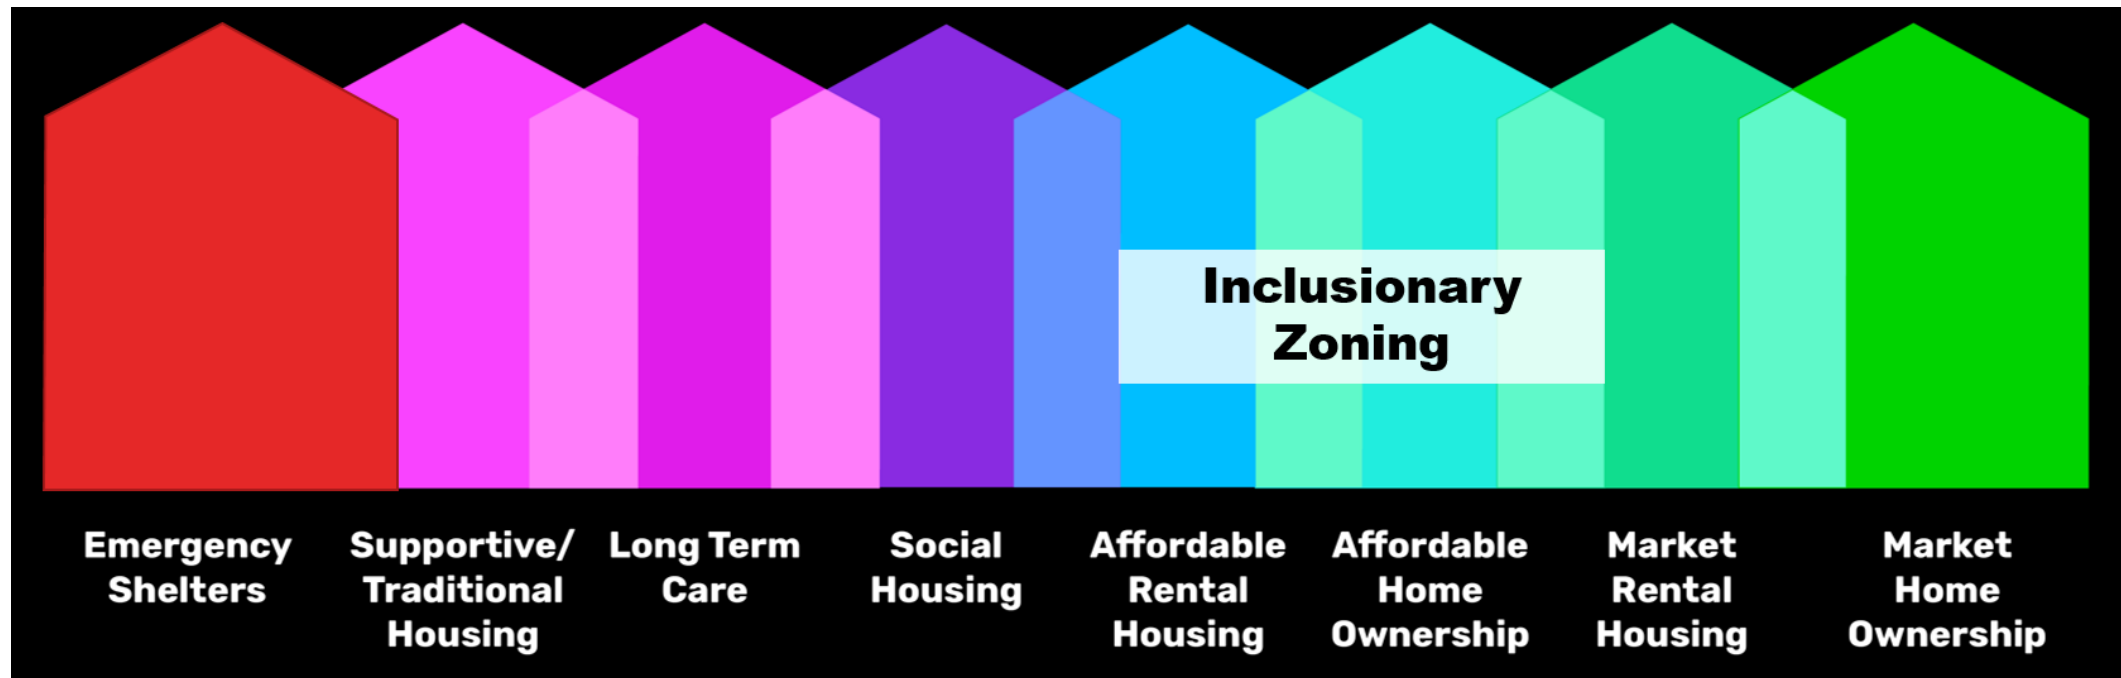 Inclusionary
Zoning
Emergency
Shelters
Supportive/
Traditional
Housing
Long Term
Care
Social
Housing
Affordable
Rental
Housing
Affordable
Home
Ownership
Market
Rental
Housing
Market
Home
Ownership